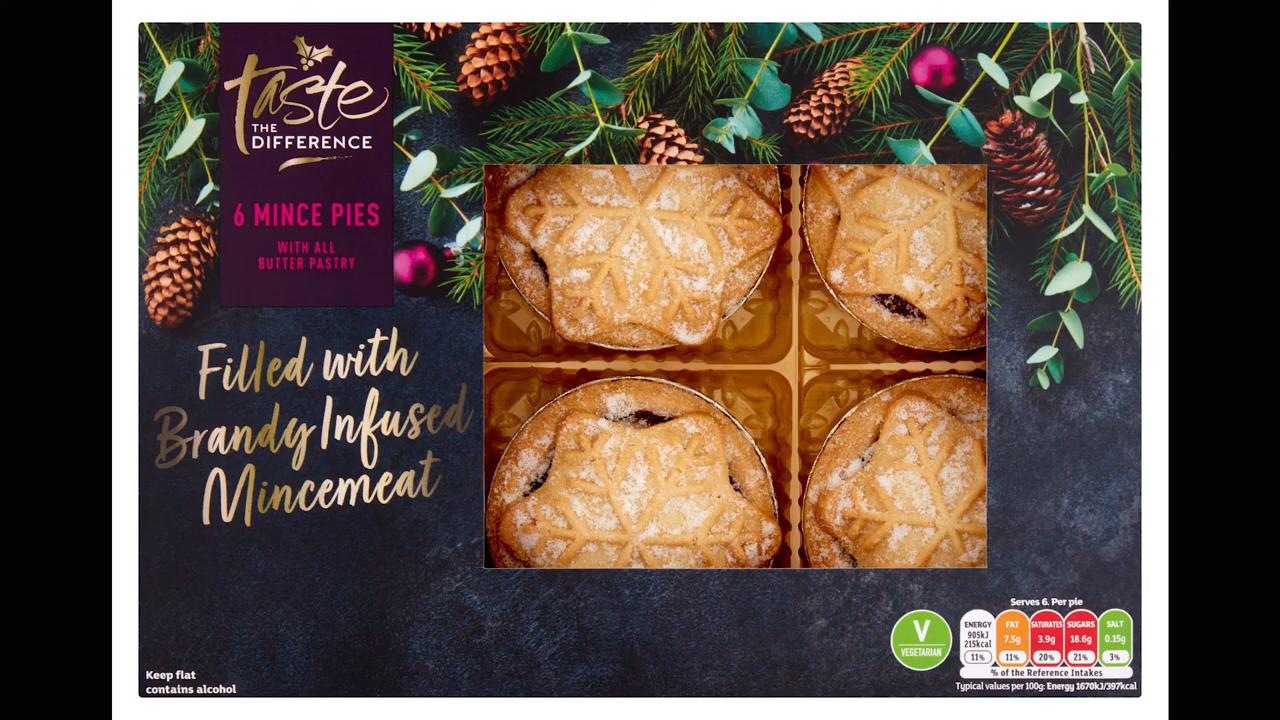 taste
THE
DIFFERENCE
6 MINCE PIES
WITH ALL
BUTTER PASTRY
Filled with
Brandy Infused
Mincemeat
Keep flat
contains alcohol
V
VEGETARIAN
Serves 6. Per pie
ENERGY 905kJ 215kcal 11%
FAT 7.5g 11%
SATURATES 3.9g 20%
SUGARS 18.6g 21%
SALT 0.15g 3%
% of the Reference Intakes
Typical values per 100g: Energy 1670kJ/397kcal